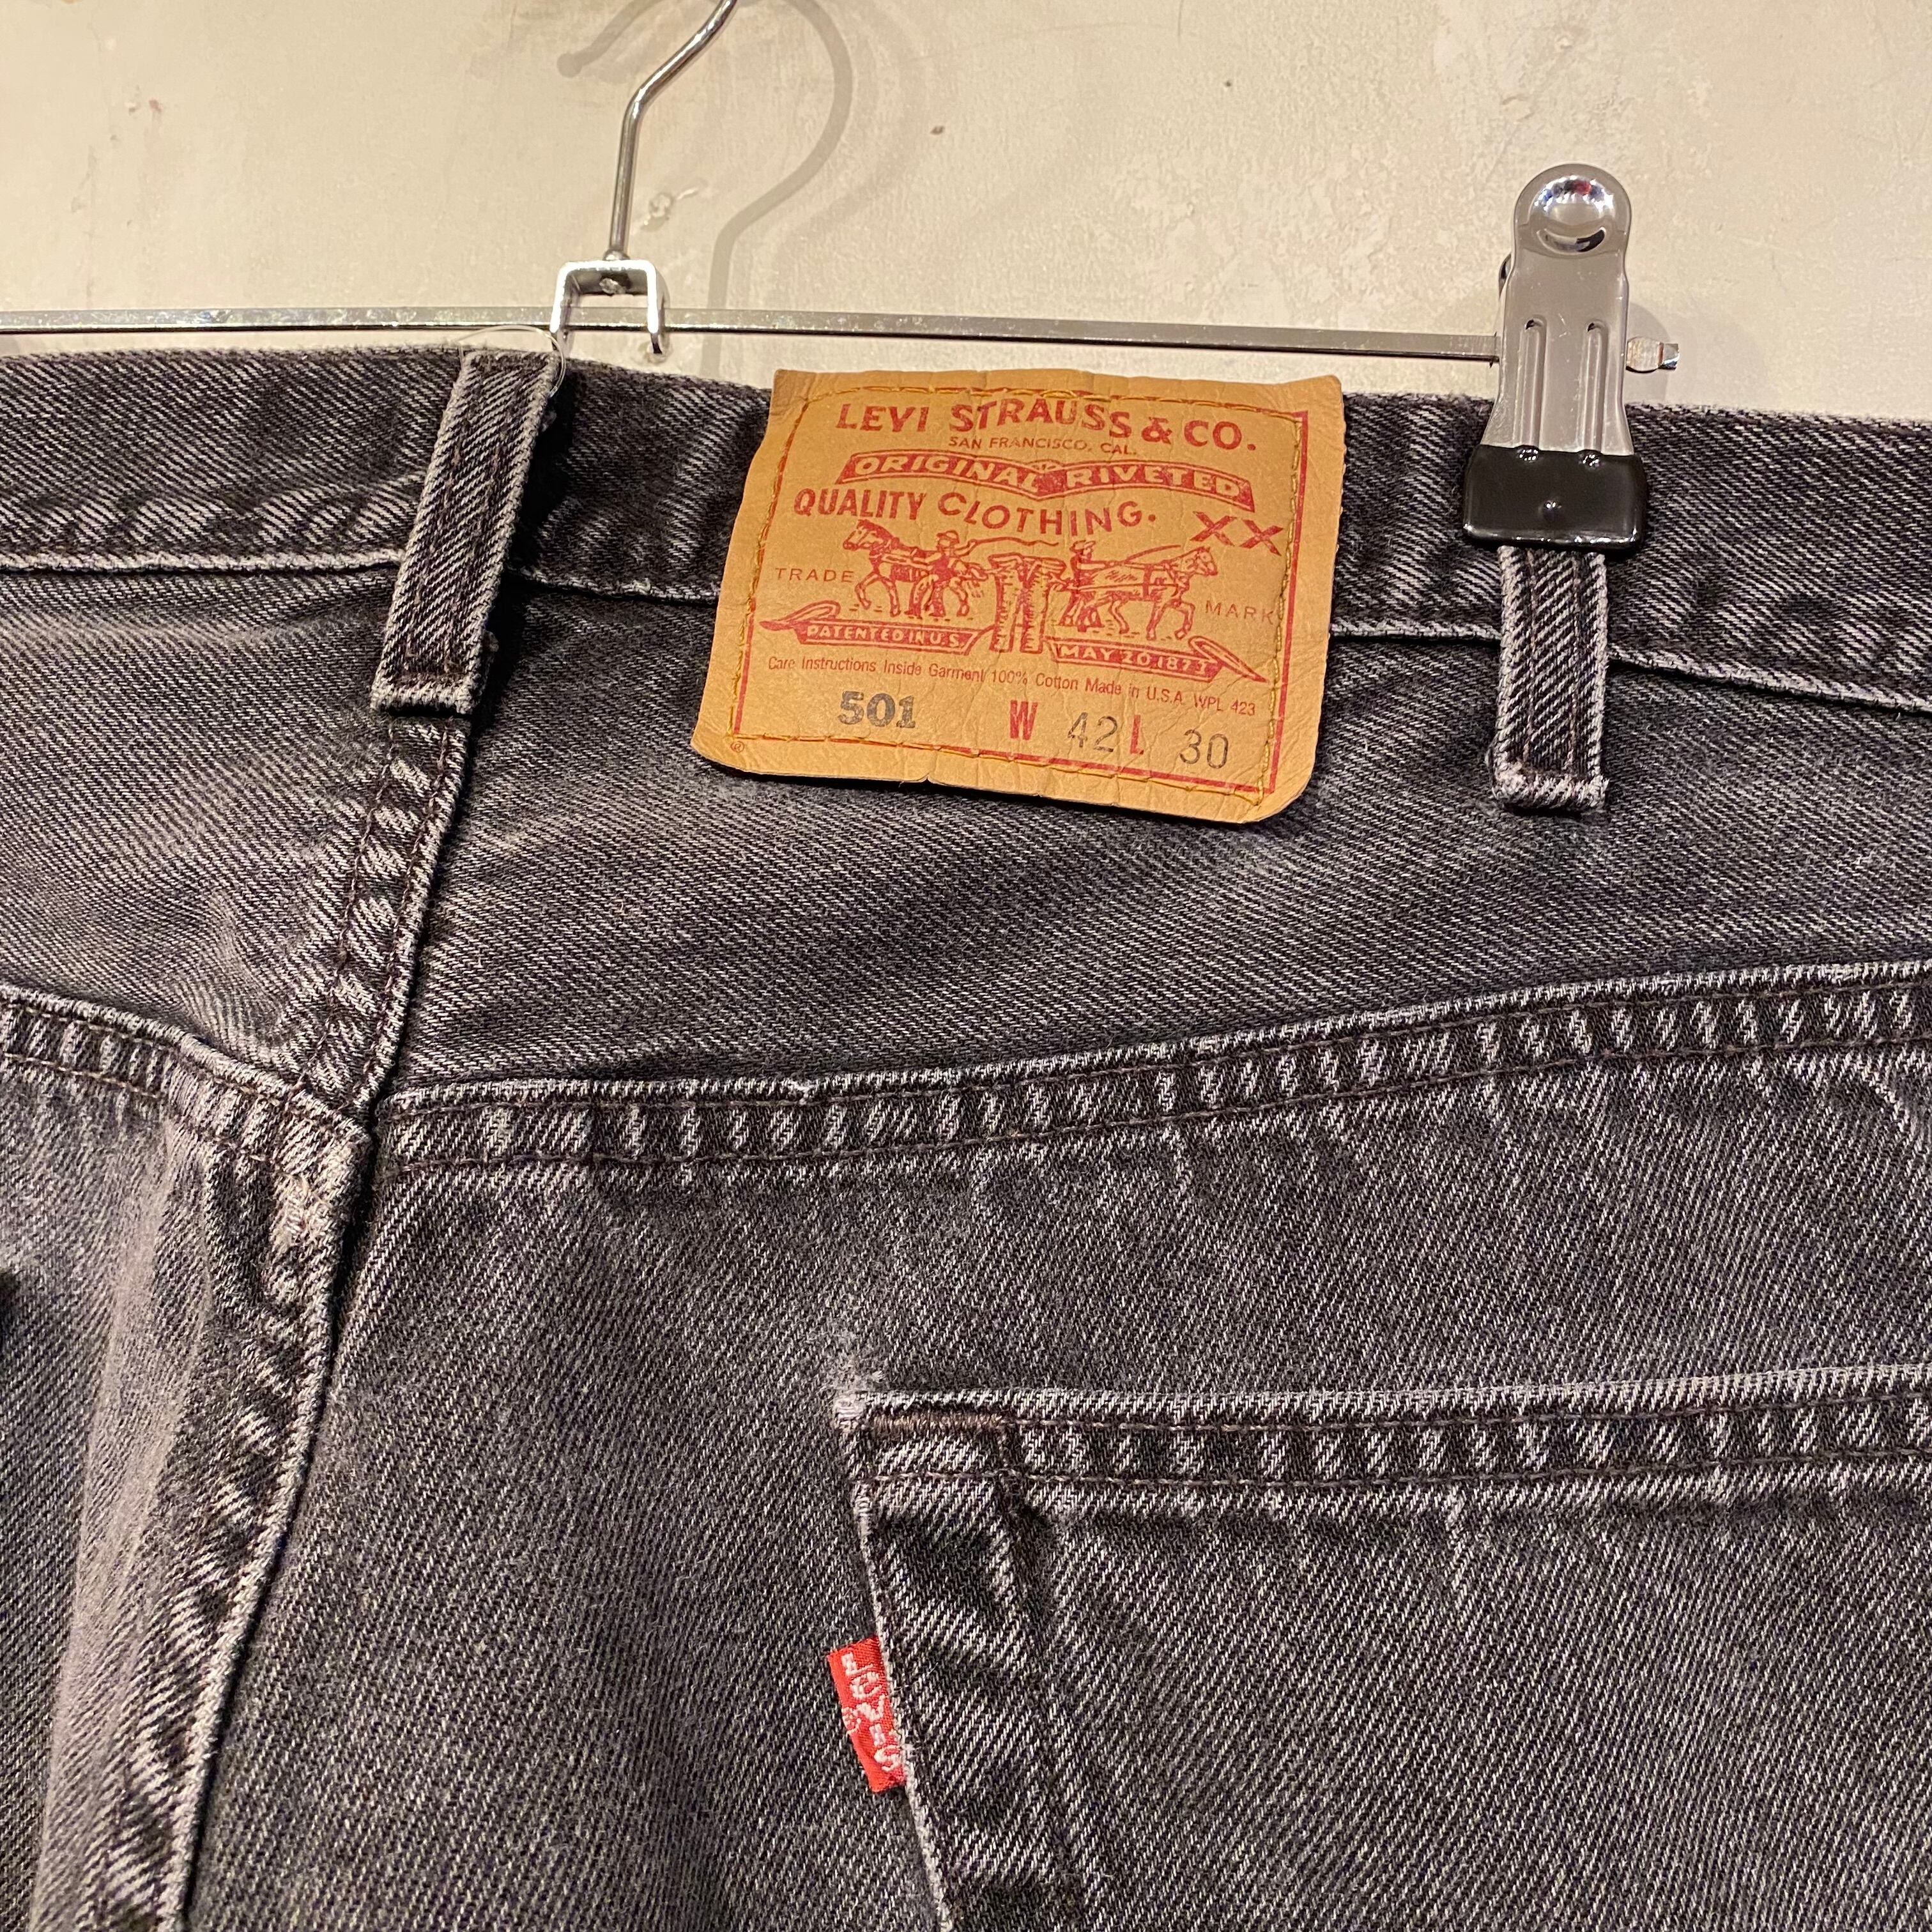 LEVI STRAUSS & CO.
SAN FRANCISCO, CAL.
ORIGINAL RIVETED
QUALITY CLOTHING. XX
TRADE MARK
PATENTED IN U.S. MAY 20 1873
Care Instructions Inside Garment 100% Cotton Made in U.S.A. WPL 423
501 W 42 L 30
®
LEVI'S
®